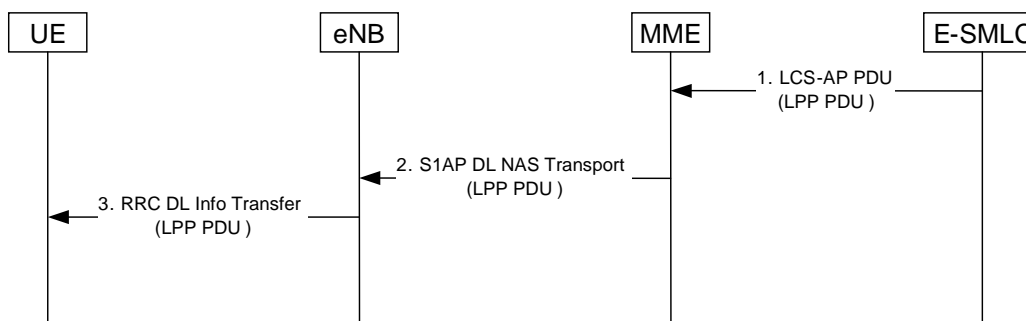 UE
eNB
MME
E-SMLC
1. LCS-AP PDU
(LPP PDU )
2. S1AP DL NAS Transport
(LPP PDU )
3. RRC DL Info Transfer
(LPP PDU )